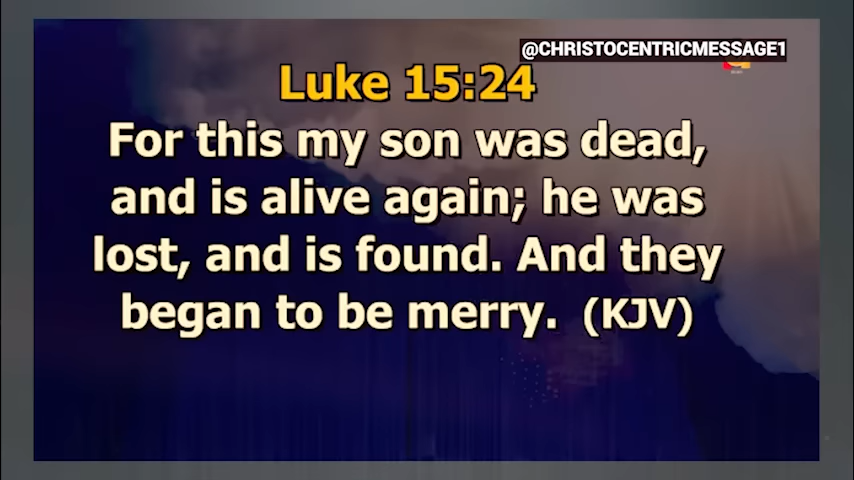 @CHRISTOCENTRICMESSAGE1
Luke 15:24
For this my son was dead,
and is alive again; he was
lost, and is found. And they
began to be merry. (KJV)